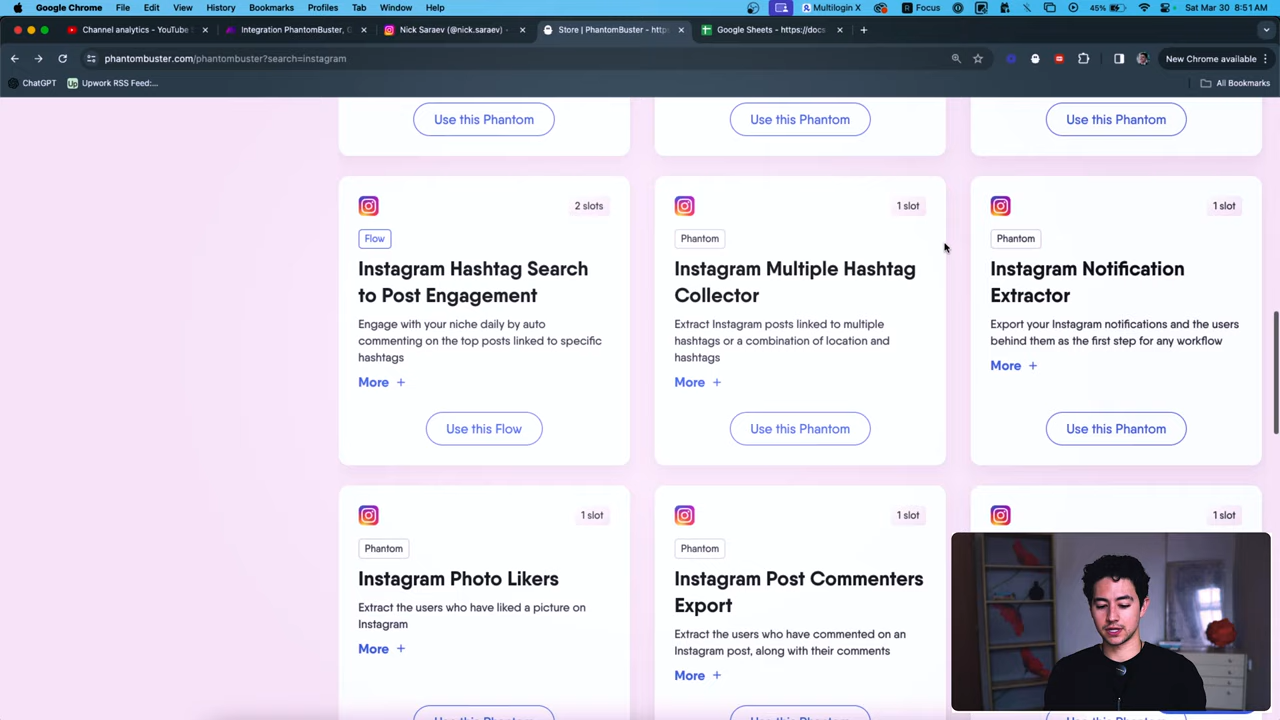 Google Chrome File Edit View History Bookmarks Profiles Tab Window Help
Multilogin X Focus 45% Sat Mar 30 8:51 AM
Channel analytics - YouTube
Integration PhantomBuster, G
Nick Saraev (@nick.saraev) •
Store | PhantomBuster - https
Google Sheets - https://docs
phantombuster.com/phantombuster?search=instagram
New Chrome available
ChatGPT
Upwork RSS Feed:...
All Bookmarks
Use this Phantom
Use this Phantom
Use this Phantom
2 slots
Flow
Instagram Hashtag Search
to Post Engagement
Engage with your niche daily by auto
commenting on the top posts linked to specific
hashtags
More +
Use this Flow
1 slot
Phantom
Instagram Multiple Hashtag
Collector
Extract Instagram posts linked to multiple
hashtags or a combination of location and
hashtags
More +
Use this Phantom
1 slot
Phantom
Instagram Notification
Extractor
Export your Instagram notifications and the users
behind them as the first step for any workflow
More +
Use this Phantom
1 slot
Phantom
Instagram Photo Likers
Extract the users who have liked a picture on
Instagram
More +
1 slot
Phantom
Instagram Post Commenters
Export
Extract the users who have commented on an
Instagram post, along with their comments
More +
1 slot